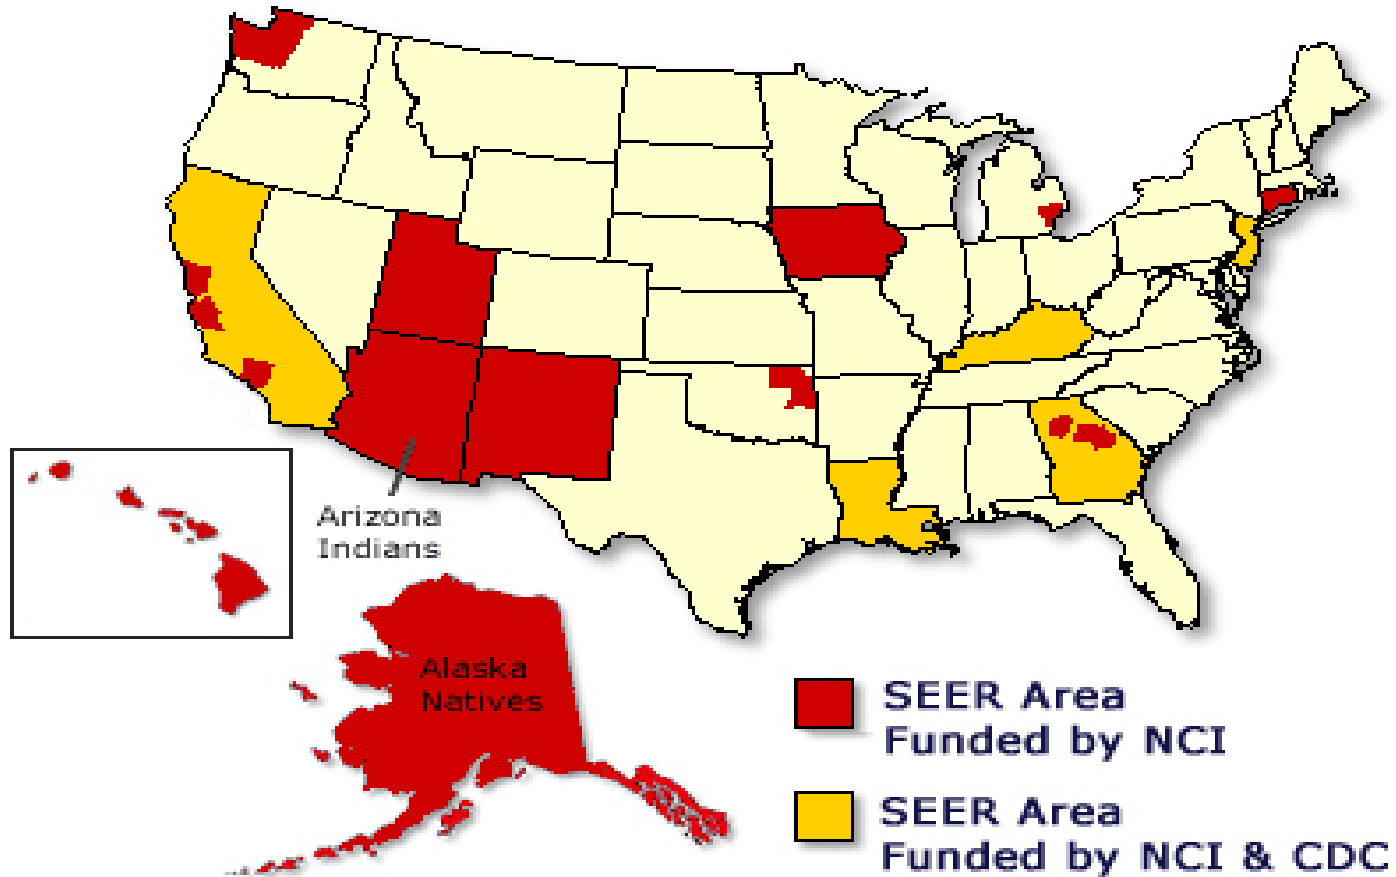 Arizona
Indians
Alaska
Natives
SEER Area
Funded by NCI
SEER Area
Funded by NCI & CDC